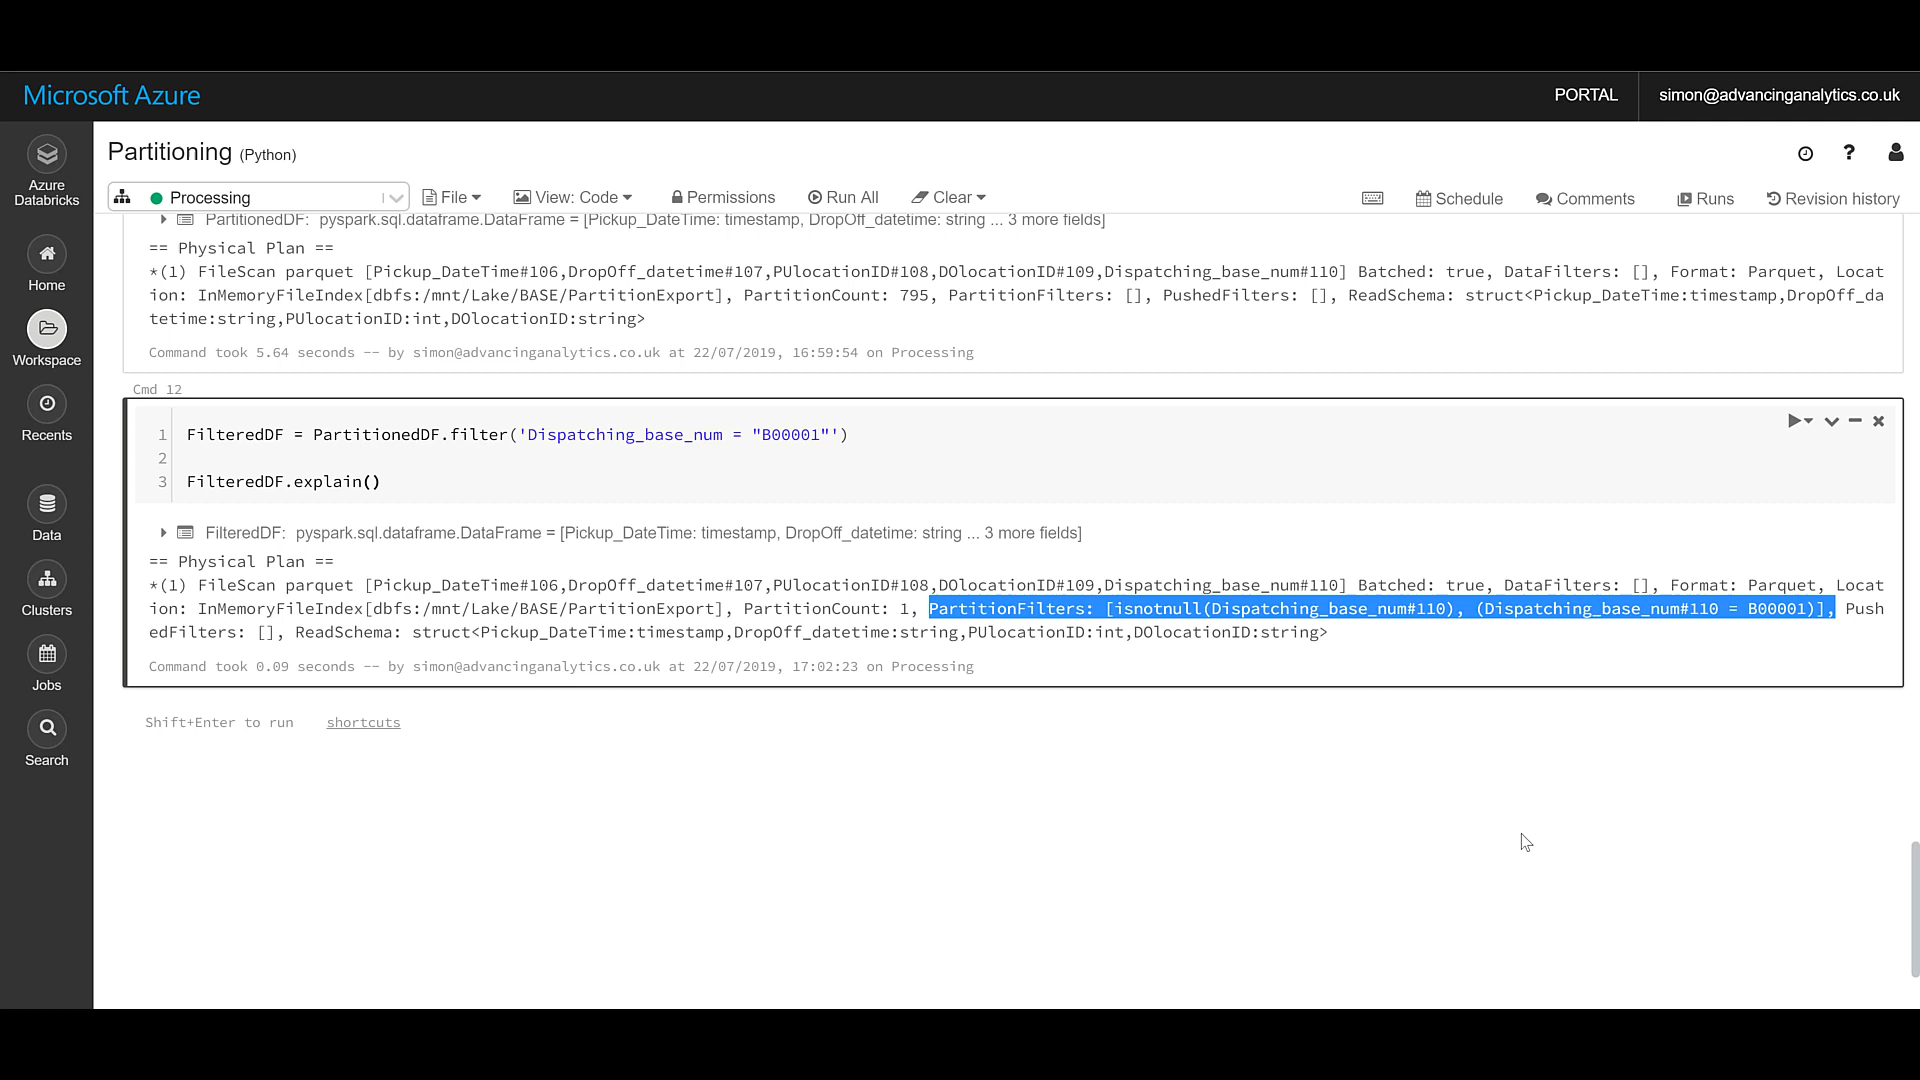 Microsoft Azure
PORTAL
simon@advancinganalytics.co.uk
Azure
Databricks
Home
Workspace
Recents
Data
Clusters
Jobs
Search
Partitioning (Python)
Processing
File
View: Code
Permissions
Run All
Clear
Schedule
Comments
Runs
Revision history
PartitionedDF: pyspark.sql.dataframe.DataFrame = [Pickup_DateTime: timestamp, DropOff_datetime: string ... 3 more fields]
== Physical Plan ==
*(1) FileScan parquet [Pickup_DateTime#106,DropOff_datetime#107,PUlocationID#108,DOlocationID#109,Dispatching_base_num#110] Batched: true, DataFilters: [], Format: Parquet, Locat
ion: InMemoryFileIndex[dbfs:/mnt/Lake/BASE/PartitionExport], PartitionCount: 795, PartitionFilters: [], PushedFilters: [], ReadSchema: struct<Pickup_DateTime:timestamp,DropOff_da
tetime:string,PUlocationID:int,DOlocationID:string>
Command took 5.64 seconds -- by simon@advancinganalytics.co.uk at 22/07/2019, 16:59:54 on Processing
Cmd 12
1 FilteredDF = PartitionedDF.filter('Dispatching_base_num = "B00001"')
2
3 FilteredDF.explain()
FilteredDF: pyspark.sql.dataframe.DataFrame = [Pickup_DateTime: timestamp, DropOff_datetime: string ... 3 more fields]
== Physical Plan ==
*(1) FileScan parquet [Pickup_DateTime#106,DropOff_datetime#107,PUlocationID#108,DOlocationID#109,Dispatching_base_num#110] Batched: true, DataFilters: [], Format: Parquet, Locat
ion: InMemoryFileIndex[dbfs:/mnt/Lake/BASE/PartitionExport], PartitionCount: 1, PartitionFilters: [isnotnull(Dispatching_base_num#110), (Dispatching_base_num#110 = B00001)], Push
edFilters: [], ReadSchema: struct<Pickup_DateTime:timestamp,DropOff_datetime:string,PUlocationID:int,DOlocationID:string>
Command took 0.09 seconds -- by simon@advancinganalytics.co.uk at 22/07/2019, 17:02:23 on Processing
Shift+Enter to run shortcuts